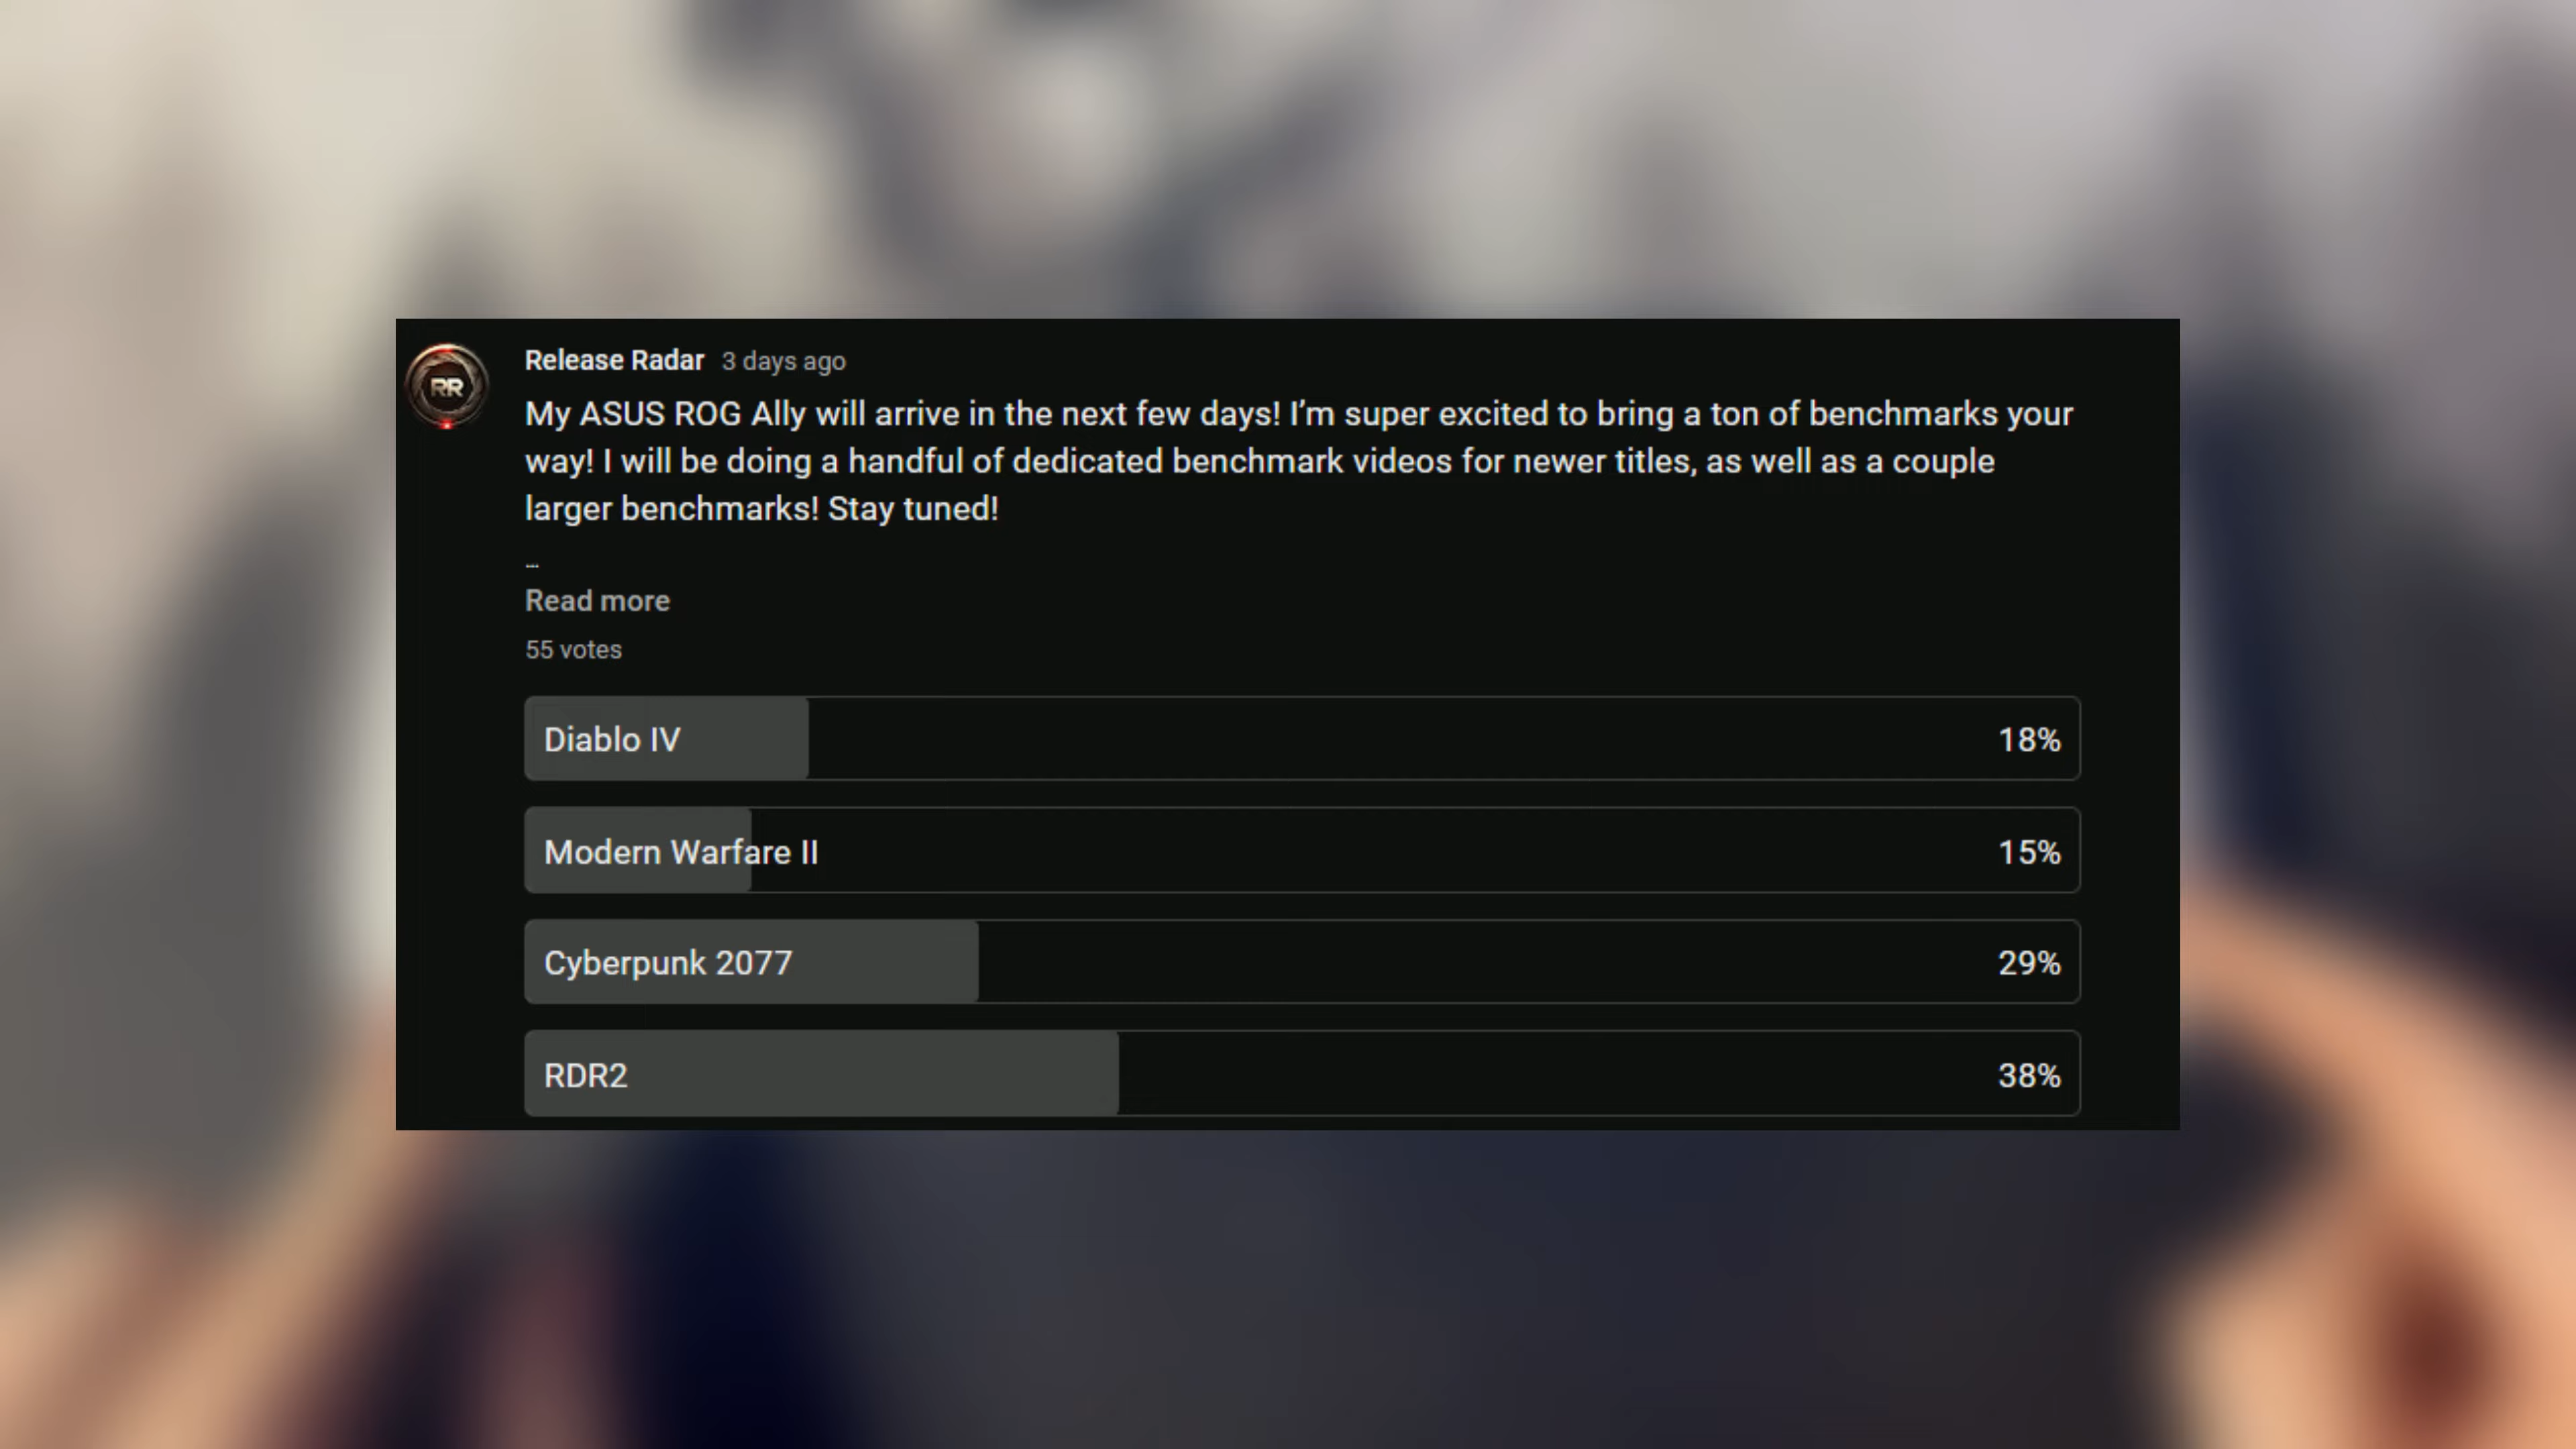 RR
Release Radar 3 days ago
My ASUS ROG Ally will arrive in the next few days! I’m super excited to bring a ton of benchmarks your
way! I will be doing a handful of dedicated benchmark videos for newer titles, as well as a couple
larger benchmarks! Stay tuned!
...
Read more
55 votes
Diablo IV 18%
Modern Warfare II 15%
Cyberpunk 2077 29%
RDR2 38%